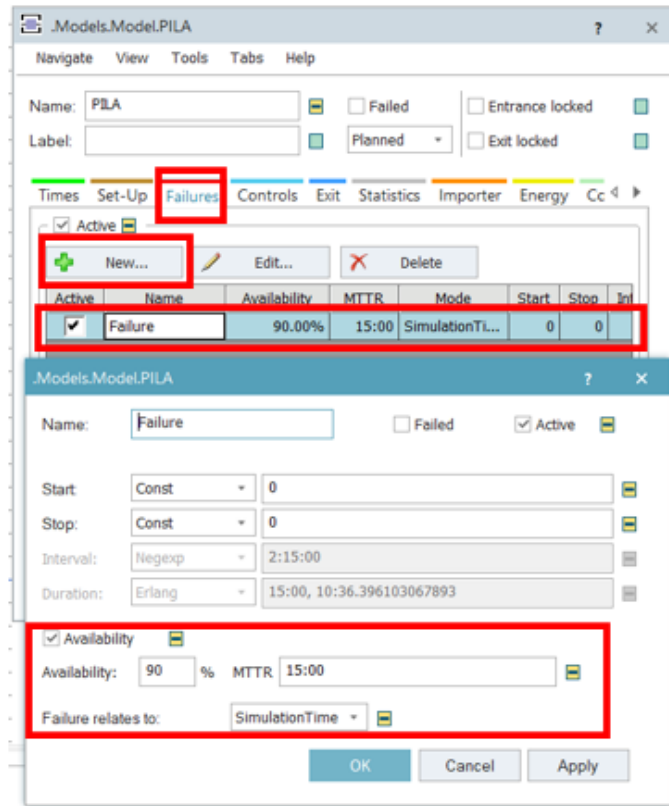 .Models.Model.PILA ? ×
Navigate View Tools Tabs Help
Name: PILA Failed Entrance locked
Label: Planned Exit locked
Times Set-Up Failures Controls Exit Statistics Importer Energy Cc
Active
New... Edit... Delete
Active Name Availability MTTR Mode Start Stop Int
Failure 90.00% 15:00 SimulationTi... 0 0
.Models.Model.PILA ? ×
Name: Failure Failed Active
Start Const 0
Stop: Const 0
Interval: Negexp 2:15:00
Duration: Erlang 15:00, 10:36.396103067893
Availability
Availability: 90 % MTTR 15:00
Failure relates to: SimulationTime
OK Cancel Apply